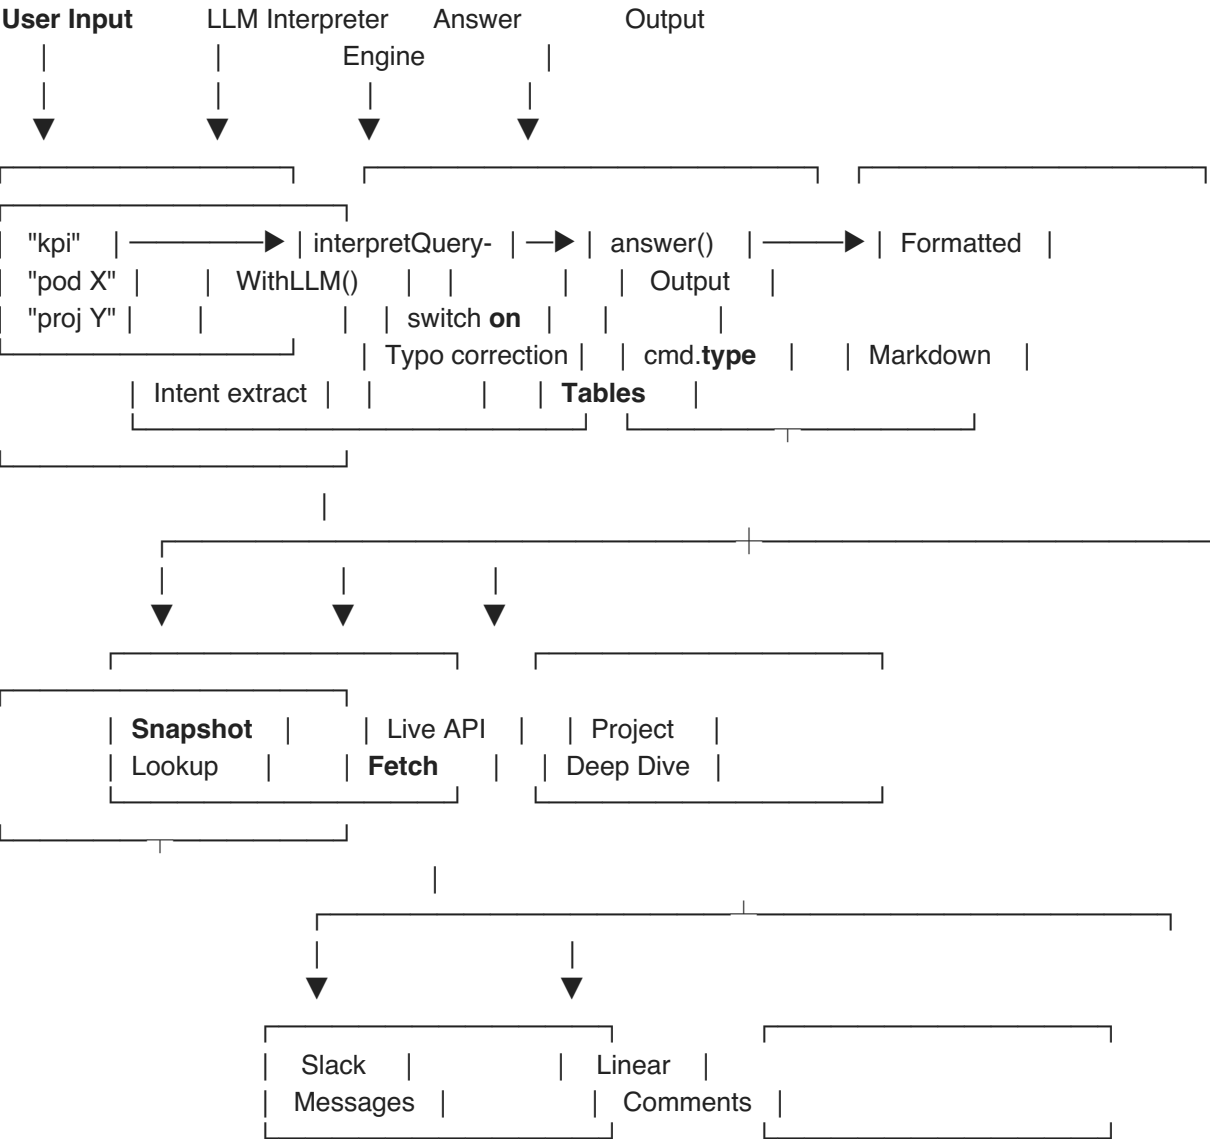 User Input LLM Interpreter Answer Output
Engine
"kpi" interpretQuery- answer() Formatted
"pod X" WithLLM() Output
"proj Y" switch on
Typo correction cmd.type Markdown
Intent extract Tables
Snapshot Live API Project
Lookup Fetch Deep Dive
Slack Linear
Messages Comments